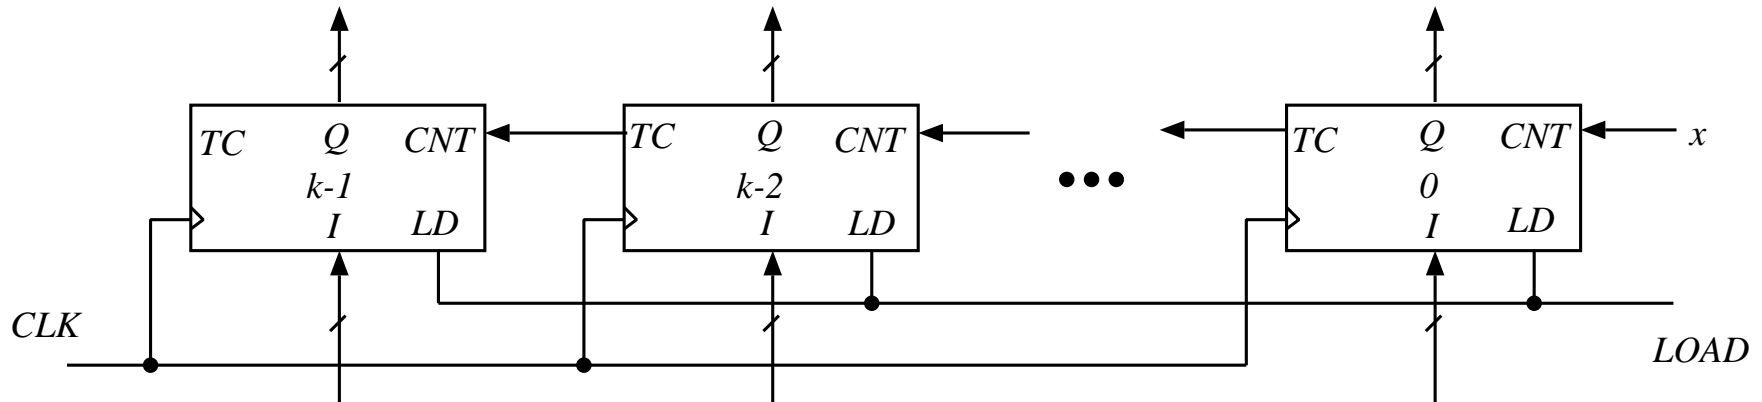 TC Q CNT TC Q CNT TC Q CNT x
k-1 k-2 0
I LD I LD I LD
CLK
LOAD